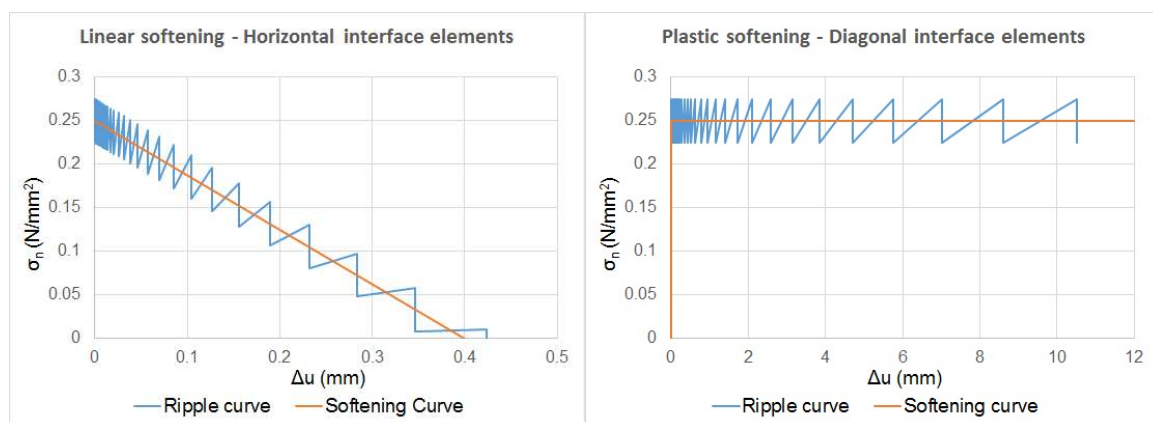 Linear softening - Horizontal interface elements
0.3
0.25
0.2
0.15
0.1
0.05
0
σn (N/mm²)
0
0.1
0.2
0.3
0.4
0.5
Δu (mm)
Ripple curve
Softening Curve
Plastic softening - Diagonal interface elements
0.3
0.25
0.2
0.15
0.1
0.05
0
σn (N/mm²)
0
2
4
6
8
10
12
Δu (mm)
Ripple curve
Softening curve